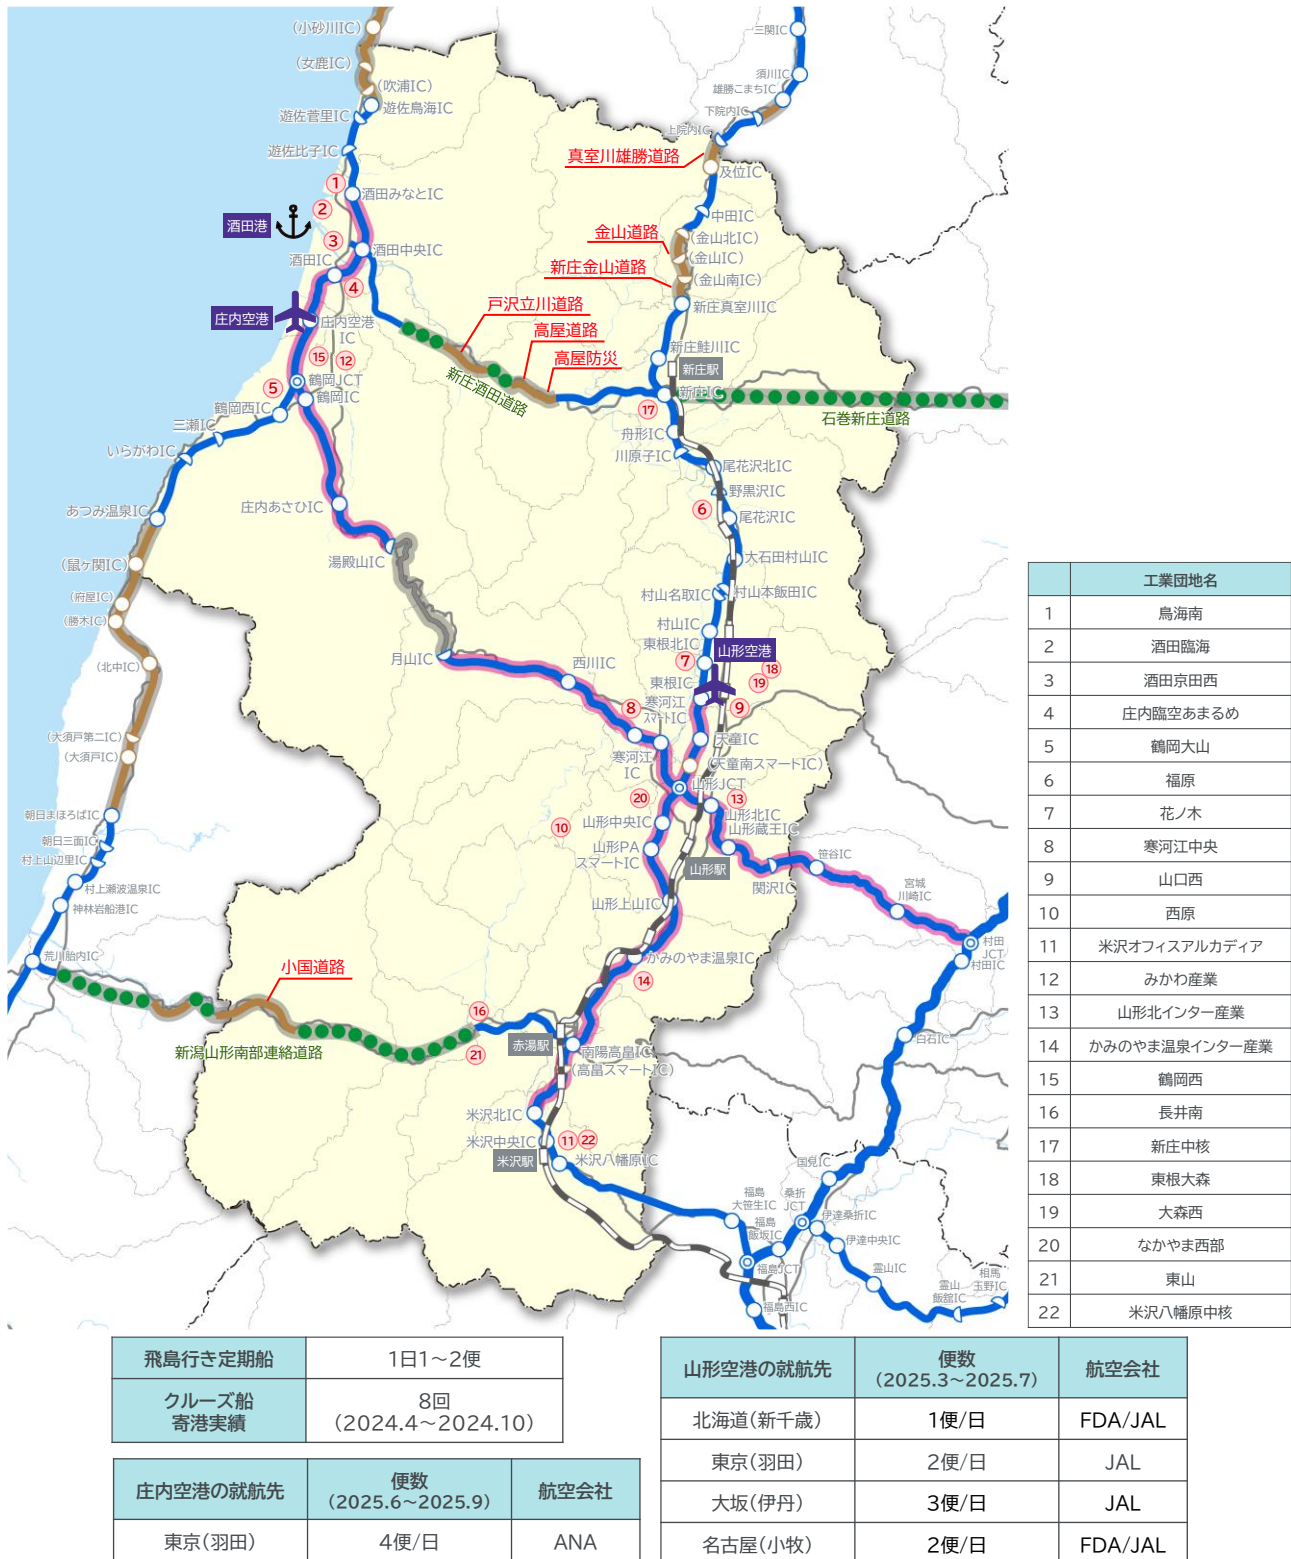 (小砂川IC)
(女鹿IC)
(吹浦IC)
遊佐鳥海IC
遊佐菅里IC
遊佐比子IC
1
酒田みなとIC
2
酒田港
3
酒田中央IC
酒田IC
4
庄内空港
庄内空港
IC
15
12
5
鶴岡JCT
鶴岡IC
鶴岡西IC
三瀬IC
いらがわIC
あつみ温泉IC
(鼠ヶ関IC)
(府屋IC)
(勝木IC)
(北中IC)
(大須戸第二IC)
(大須戸IC)
朝日まほろばIC
朝日三面IC
村上山辺里IC
村上瀬波温泉IC
神林岩船港IC
荒川胎内IC
三関IC
須川IC
雄勝こまちIC
下院内IC
上院内IC
真室川雄勝道路
及位IC
中田IC
金山道路
(金山北IC)
(金山IC)
新庄金山道路
(金山南IC)
新庄真室川IC
戸沢立川道路
高屋道路
高屋防災
新庄酒田道路
新庄鮭川IC
新庄駅
新庄IC
17
石巻新庄道路
舟形IC
川原子IC
尾花沢北IC
野黒沢IC
6
尾花沢IC
大石田村山IC
村山名取IC
村山本飯田IC
村山IC
東根北IC
山形空港
7
18
19
東根IC
9
庄内あさひIC
湯殿山IC
月山IC
西川IC
8
寒河江
スマートIC
天童IC
寒河江
IC
(天童南スマートIC)
山形JCT
20
13
山形北IC
山形中央IC
山形蔵王IC
10
山形PA
スマートIC
山形駅
関沢IC
笹谷IC
宮城
川崎IC
村田
JCT
村田IC
白石IC
山形上山IC
かみのやま温泉IC
14
小国道路
新潟山形南部連絡道路
16
21
赤湯駅
南陽高畠IC
(高畠スマートIC)
米沢北IC
米沢中央IC
11
22
米沢駅
米沢八幡原IC
国見IC
福島
大笹生IC
桑折
JCT
福島
飯坂IC
伊達桑折IC
伊達中央IC
福島JCT
霊山IC
霊山
飯舘IC
相馬
玉野IC
福島西IC
工業団地名
1 鳥海南
2 酒田臨海
3 酒田京田西
4 庄内臨空あまるめ
5 鶴岡大山
6 福原
7 花ノ木
8 寒河江中央
9 山口西
10 西原
11 米沢オフィスアルカディア
12 みかわ産業
13 山形北インター産業
14 かみのやま温泉インター産業
15 鶴岡西
16 長井南
17 新庄中核
18 東根大森
19 大森西
20 なかやま西部
21 東山
22 米沢八幡原中核
飛島行き定期船 1日1～2便
クルーズ船
寄港実績
8回
(2024.4～2024.10)
庄内空港の就航先 便数
(2025.6～2025.9) 航空会社
東京(羽田) 4便/日 ANA
山形空港の就航先 便数
(2025.3～2025.7) 航空会社
北海道(新千歳) 1便/日 FDA/JAL
東京(羽田) 2便/日 JAL
大坂(伊丹) 3便/日 JAL
名古屋(小牧) 2便/日 FDA/JAL